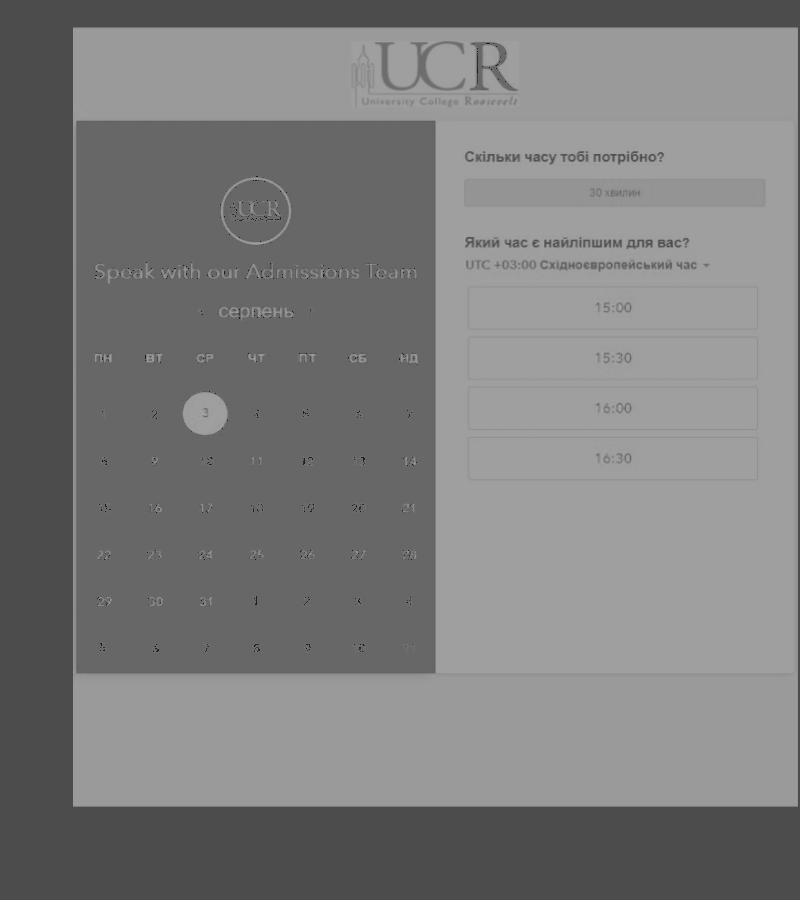 UCR
University College Roosevelt
UCR
Speak with our Admissions Team
серпень
ПН ВТ СР ЧТ ПТ СБ НД
1 2 3 4 5 6 7
8 9 10 11 12 13 14
15 16 17 18 19 20 21
22 23 24 25 26 27 28
29 30 31 1 2 3 4
5 6 7 8 9 10 11
Скільки часу тобі потрібно?
30 хвилин
Який час є найліпшим для вас?
UTC +03:00 Східноєвропейський час
15:00
15:30
16:00
16:30